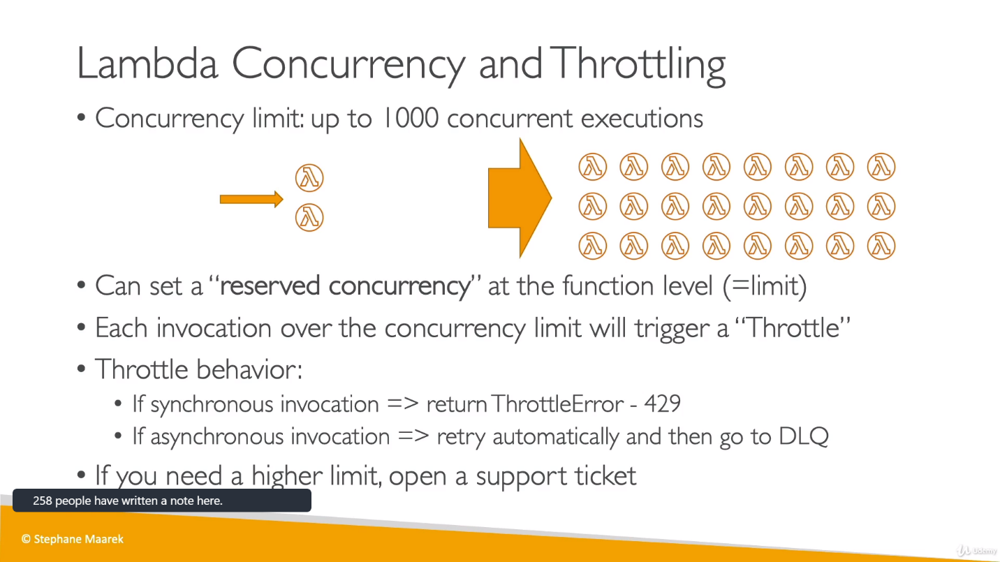 Lambda Concurrency and Throttling
• Concurrency limit: up to 1000 concurrent executions
• Can set a “reserved concurrency” at the function level (=limit)
• Each invocation over the concurrency limit will trigger a “Throttle”
• Throttle behavior:
• If synchronous invocation => return ThrottleError - 429
• If asynchronous invocation => retry automatically and then go to DLQ
• If you need a higher limit, open a support ticket
258 people have written a note here.
© Stephane Maarek
Udemy